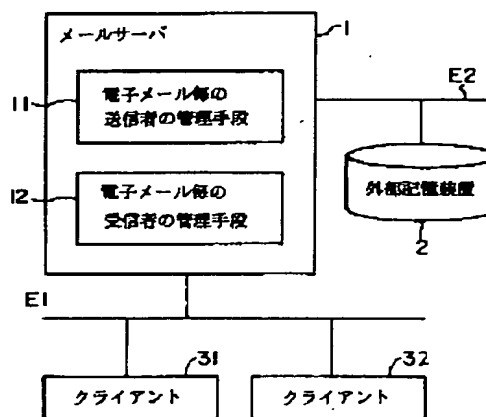 メールサーバ
1
11
電子メール毎の
送信者の管理手段
12
電子メール毎の
受信者の管理手段
E2
外部記憶装置
2
E1
31
クライアント
32
クライアント